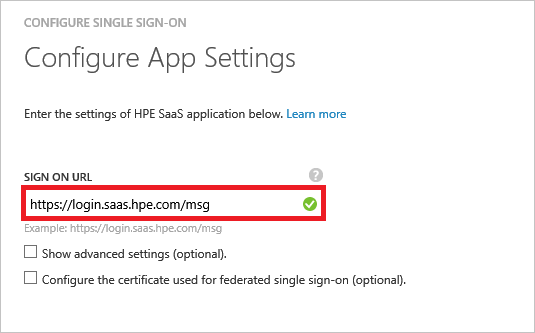 CONFIGURE SINGLE SIGN-ON
Configure App Settings
Enter the settings of HPE SaaS application below. Learn more
SIGN ON URL ?
https://login.saas.hpe.com/msg
Example: https://login.saas.hpe.com/msg
Show advanced settings (optional).
Configure the certificate used for federated single sign-on (optional).